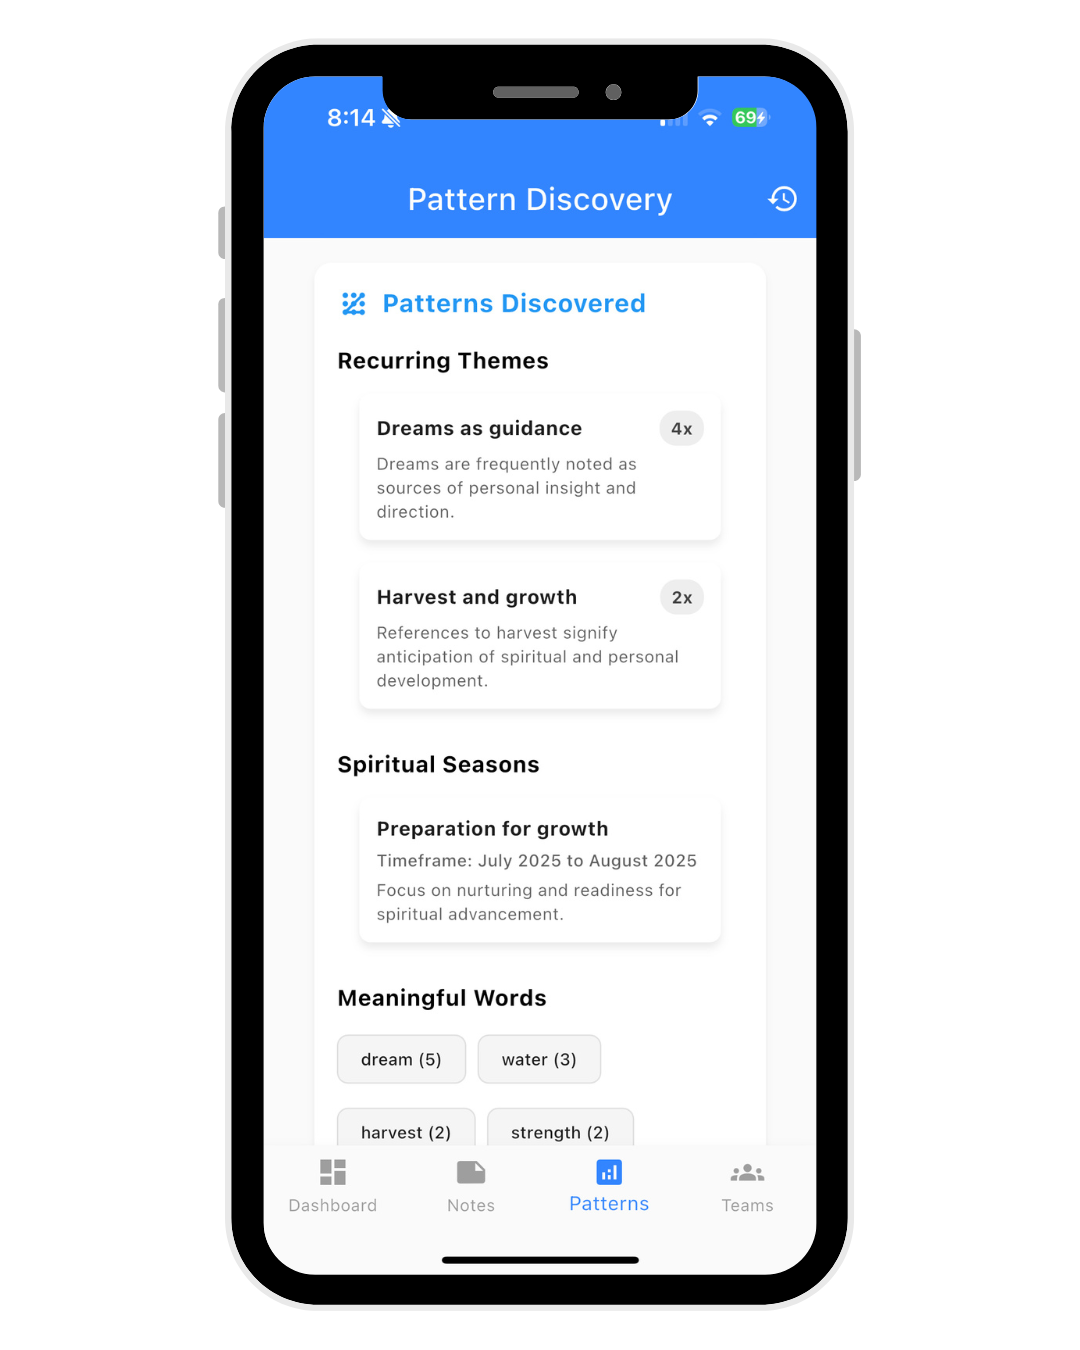 8:14
69
Pattern Discovery
Patterns Discovered
Recurring Themes
Dreams as guidance
4x
Dreams are frequently noted as
sources of personal insight and
direction.
Harvest and growth
2x
References to harvest signify
anticipation of spiritual and personal
development.
Spiritual Seasons
Preparation for growth
Timeframe: July 2025 to August 2025
Focus on nurturing and readiness for
spiritual advancement.
Meaningful Words
dream (5)
water (3)
harvest (2)
strength (2)
Dashboard
Notes
Patterns
Teams